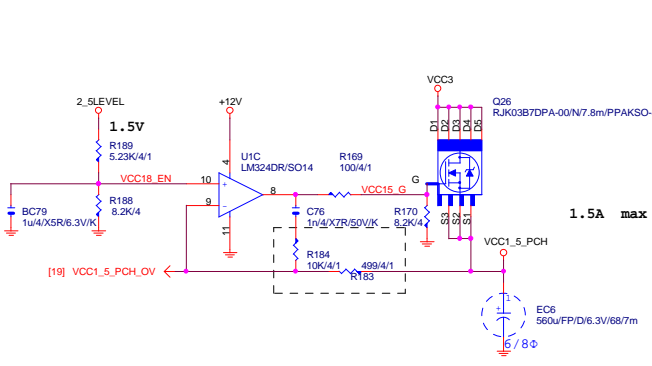 VCC3
Q26
RJK03B7DPA-00/N/7.8m/PPAKSO-
2_5LEVEL
+12V
D1
D2
D3
D4
D5
1.5V
R189
5.23K/4/1
U1C
LM324DR/SO14
4
R169
100/4/1
G
VCC18_EN
10
+
8
VCC15_G
9
-
11
BC79
1u/4/X5R/6.3V/K
R188
8.2K/4
C76
1n/4/X7R/50V/K
R170
8.2K/4
S3
S2
S1
1.5A max
VCC1_5_PCH
R184
10K/4/1
499/4/1
R183
[19] VCC1_5_PCH_OV
1
+
EC6
560u/FP/D/6.3V/68/7m
6/8Φ